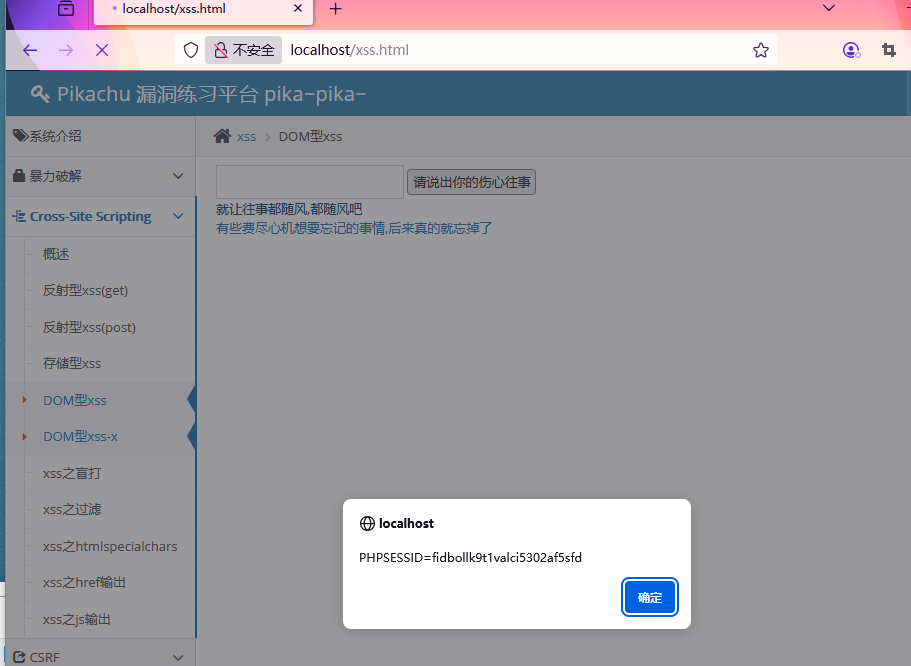 localhost/xss.html
不安全
localhost/xss.html
Pikachu 漏洞练习平台 pika~pika~
系统介绍
xss > DOM型xss
暴力破解
请说出你的伤心往事
就让往事都随风,都随风吧
有些费尽心机想要忘记的事情,后来真的就忘掉了
Cross-Site Scripting
概述
反射型xss(get)
反射型xss(post)
存储型xss
DOM型xss
DOM型xss-x
xss之盲打
xss之过滤
xss之htmlspecialchars
xss之href输出
xss之js输出
CSRF
localhost
PHPSESSID=fidbollk9t1valci5302af5sfd
确定